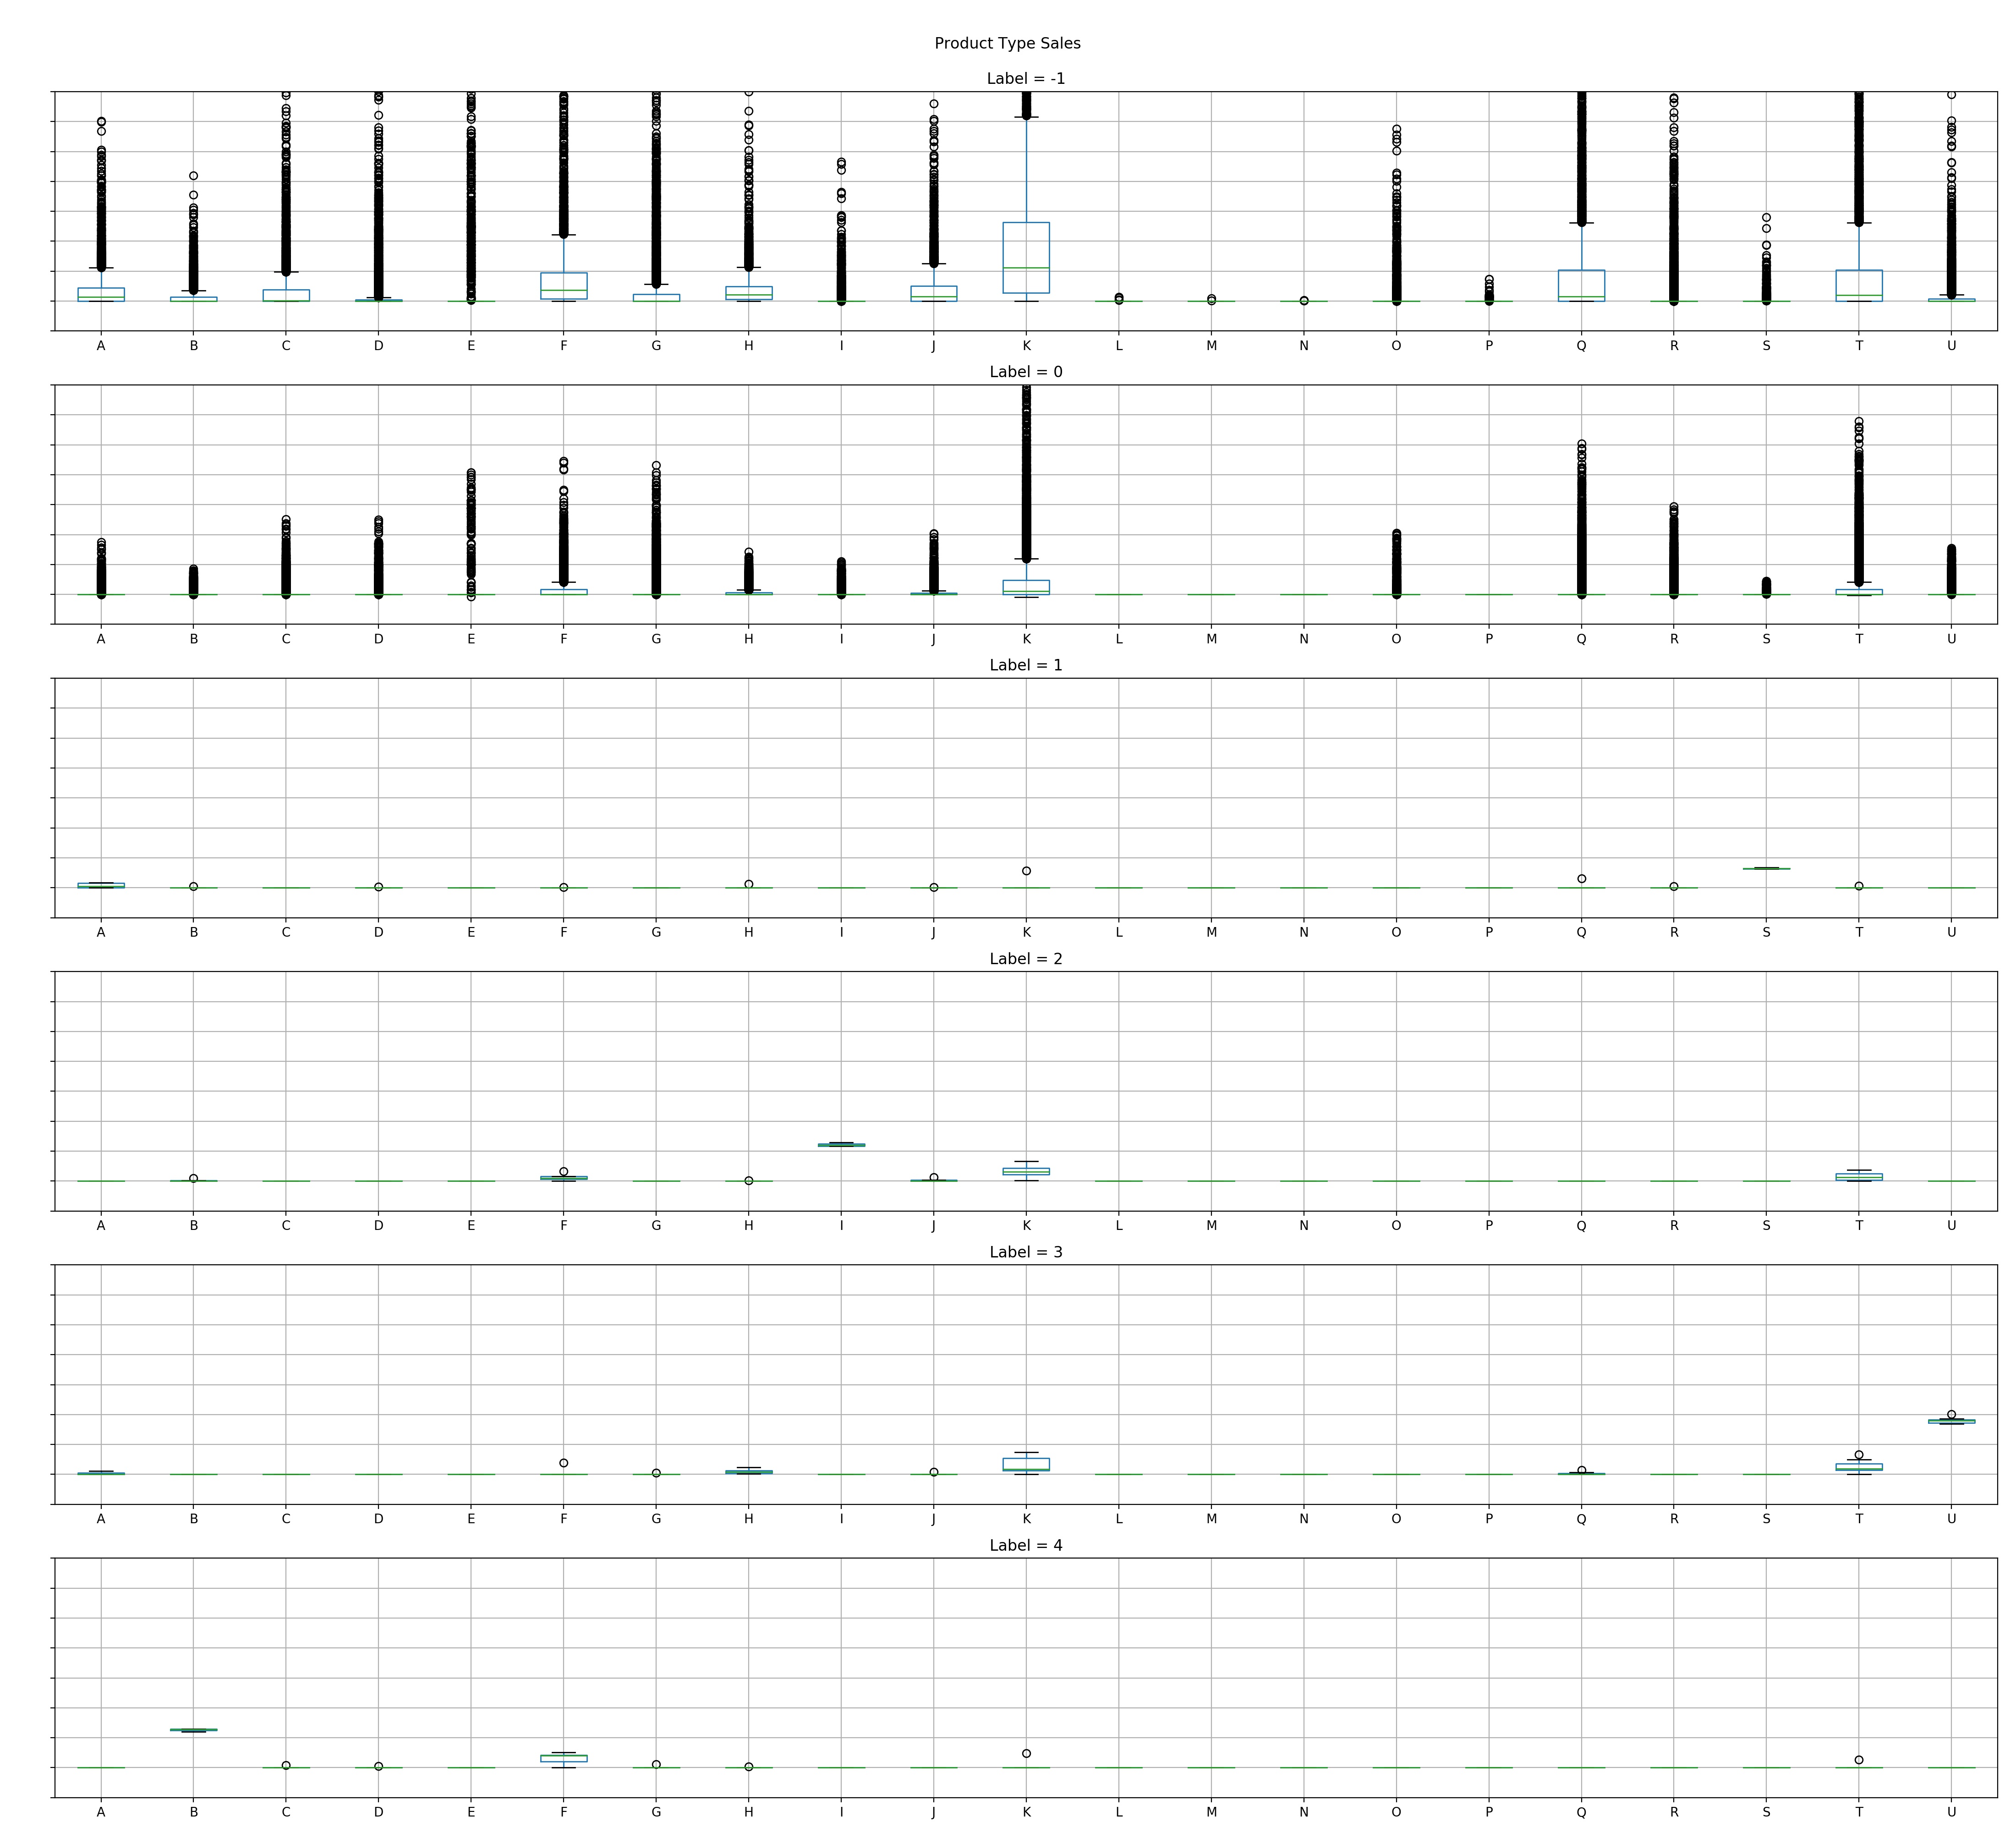 Product Type Sales
Label = -1
A B C D E F G H I J K L M N O P Q R S T U
Label = 0
A B C D E F G H I J K L M N O P Q R S T U
Label = 1
A B C D E F G H I J K L M N O P Q R S T U
Label = 2
A B C D E F G H I J K L M N O P Q R S T U
Label = 3
A B C D E F G H I J K L M N O P Q R S T U
Label = 4
A B C D E F G H I J K L M N O P Q R S T U